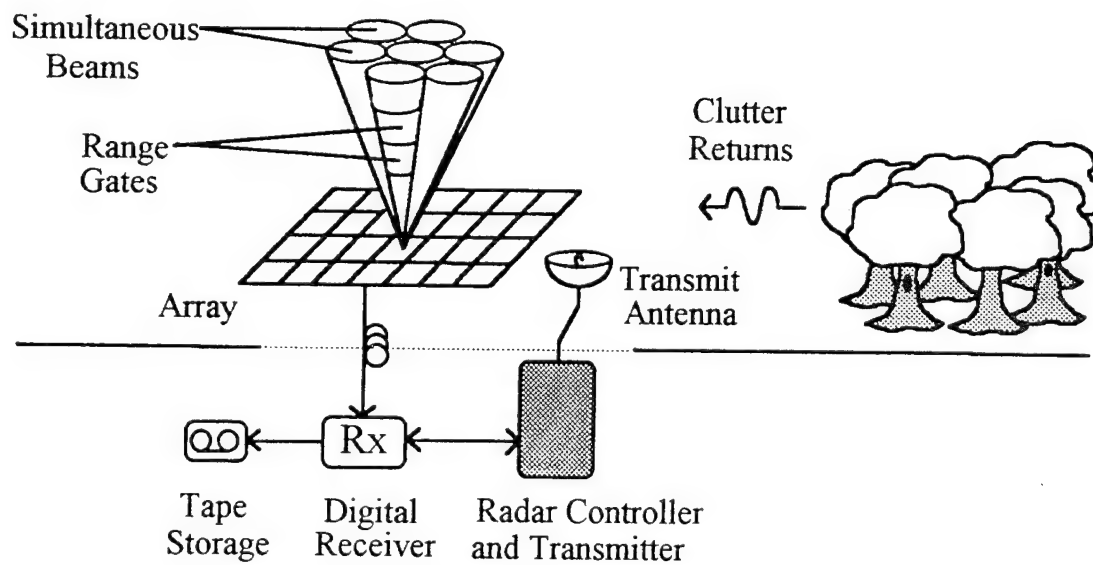 Simultaneous
Beams
Range
Gates
Clutter
Returns
Array
Transmit
Antenna
Rx
Tape
Storage
Digital
Receiver
Radar Controller
and Transmitter